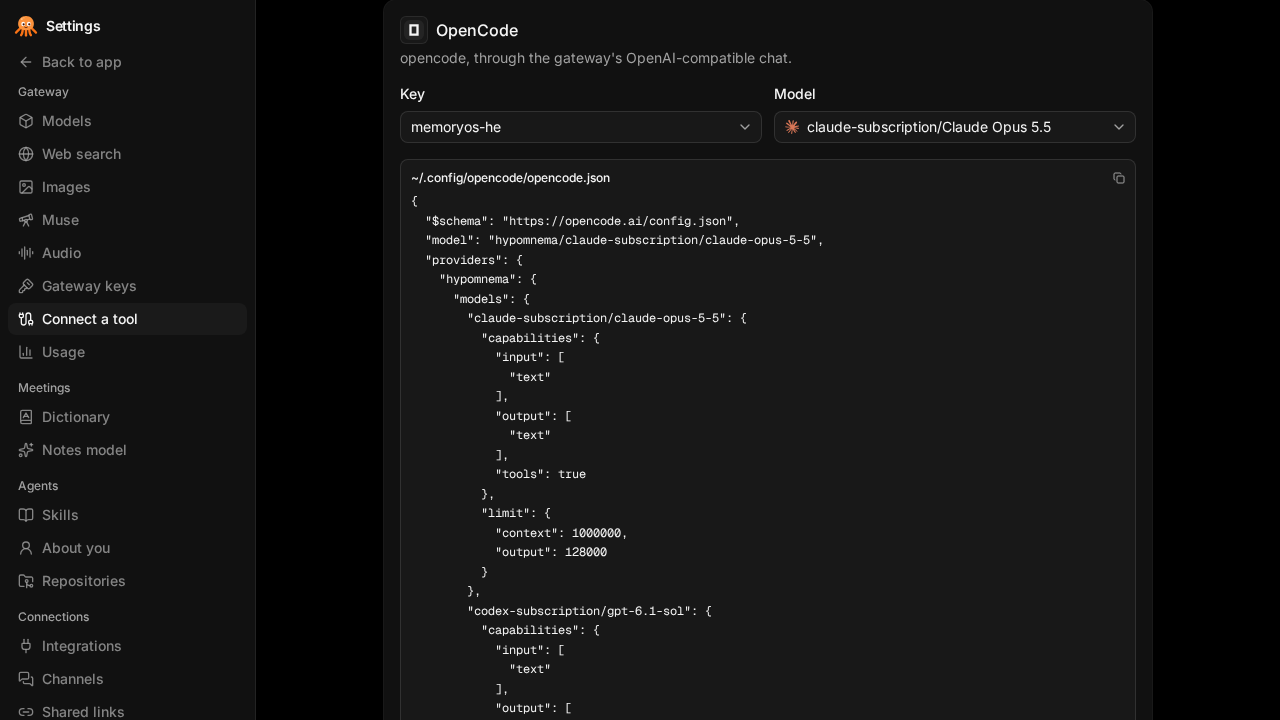 Settings
Back to app
Gateway
Models
Web search
Images
Muse
Audio
Gateway keys
Connect a tool
Usage
Meetings
Dictionary
Notes model
Agents
Skills
About you
Repositories
Connections
Integrations
Channels
Shared links
OpenCode
opencode, through the gateway's OpenAI-compatible chat.
Key
Model
memoryos-he
claude-subscription/Claude Opus 5.5
~/.config/opencode/opencode.json
{
  "$schema": "https://opencode.ai/config.json",
  "model": "hypomnema/claude-subscription/claude-opus-5-5",
  "providers": {
    "hypomnema": {
      "models": {
        "claude-subscription/claude-opus-5-5": {
          "capabilities": {
            "input": [
              "text"
            ],
            "output": [
              "text"
            ],
            "tools": true
          },
          "limit": {
            "context": 1000000,
            "output": 128000
          }
        },
        "codex-subscription/gpt-6.1-sol": {
          "capabilities": {
            "input": [
              "text"
            ],
            "output": [